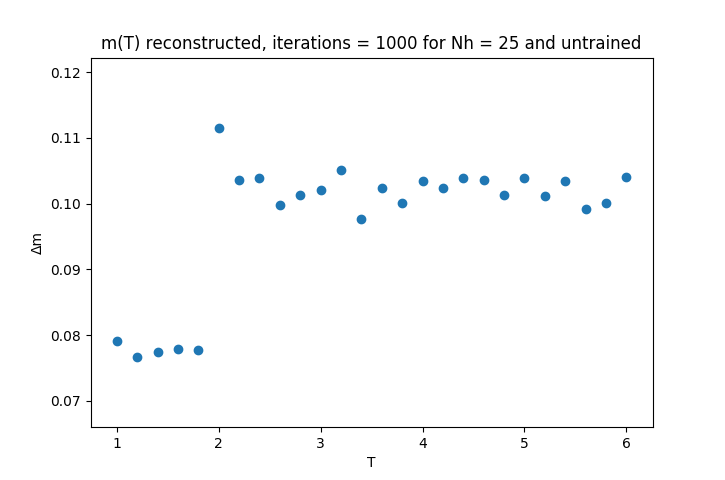 m(T) reconstructed, iterations = 1000 for Nh = 25 and untrained
0.12
0.11
0.10
0.09
0.08
0.07
Δm
1 2 3 4 5 6
T